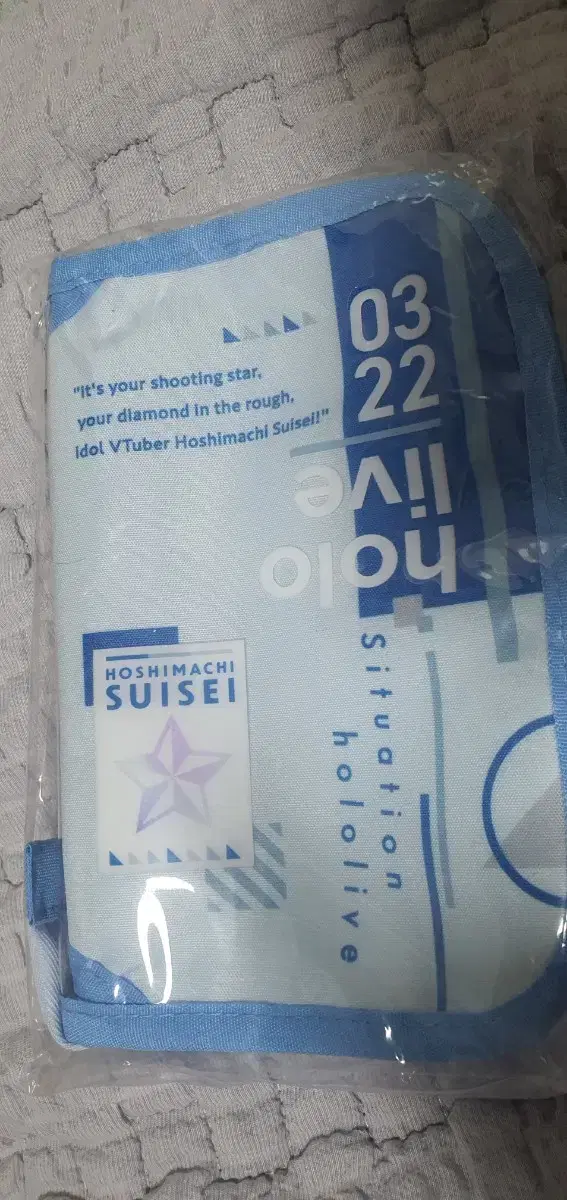 03
22
"it's your shooting star,
your diamond in the rough,
Idol VTuber Hoshimachi Suisei!"
holo
live
HOSHIMACHI
SUISEI
Situation
hololive